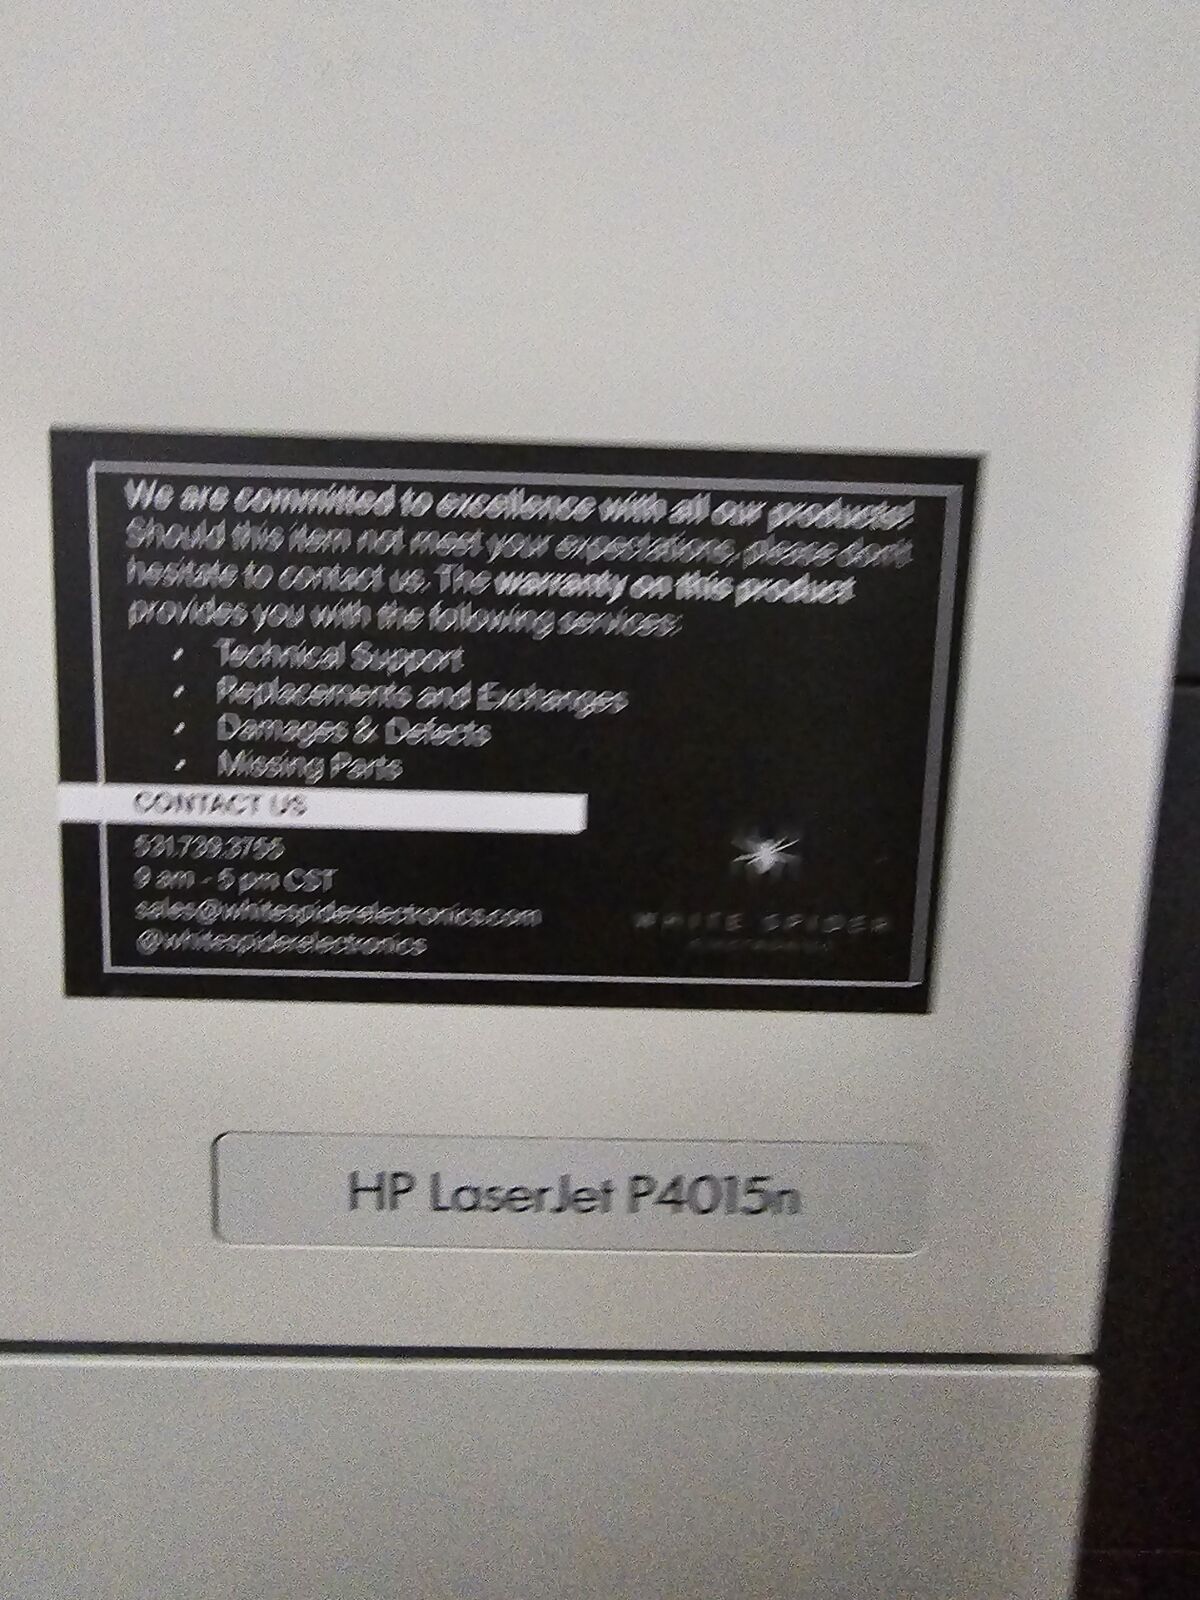 We are committed to excellence with all our products!
Should this item not meet your expectations, please don't
hesitate to contact us. The warranty on this product
provides you with the following services:
• Technical Support
• Replacements and Exchanges
• Damages & Defects
• Missing Parts
CONTACT US
9 am - 5 pm CST
sales@whitespiderelectronics.com
@whitespiderelectronics
WHITE SPIDER
HP LaserJet P4015n